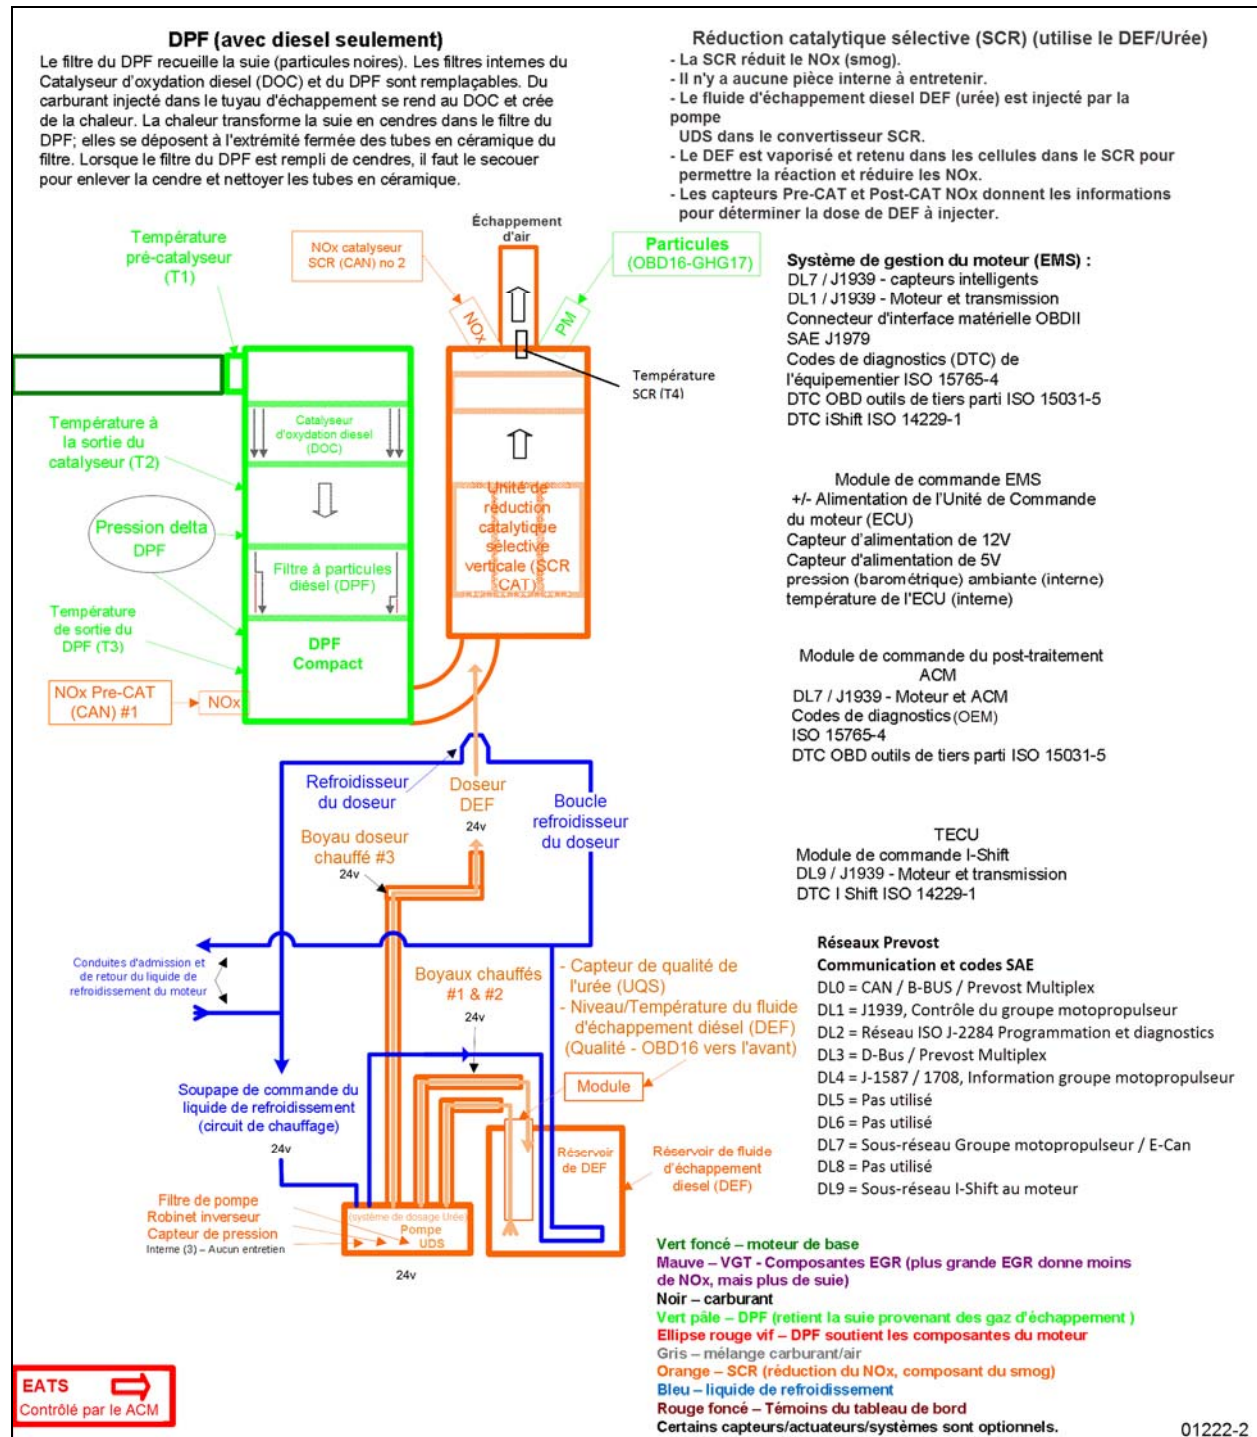 DPF (avec diesel seulement)
Le filtre du DPF recueille la suie (particules noires). Les filtres internes du
Catalyseur d'oxydation diesel (DOC) et du DPF sont remplaçables. Du
carburant injecté dans le tuyau d'échappement se rend au DOC et crée
de la chaleur. La chaleur transforme la suie en cendres dans le filtre du
DPF; elles se déposent à l'extrémité fermée des tubes en céramique du
filtre. Lorsque le filtre du DPF est rempli de cendres, il faut le secouer
pour enlever la cendre et nettoyer les tubes en céramique.
Réduction catalytique sélective (SCR) (utilise le DEF/Urée)
- La SCR réduit le NOx (smog).
- Il n'y a aucune pièce interne à entretenir.
- Le fluide d'échappement diesel DEF (urée) est injecté par la
pompe
UDS dans le convertisseur SCR.
- Le DEF est vaporisé et retenu dans les cellules dans le SCR pour
permettre la réaction et réduire les NOx.
- Les capteurs Pre-CAT et Post-CAT NOx donnent les informations
pour déterminer la dose de DEF à injecter.
Température
pré-catalyseur
(T1)
NOx catalyseur
SCR (CAN) no 2
Échappement
d'air
Particules
(OBD16-GHG17)
NOx
PM
Température
SCR (T4)
Température à
la sortie du
catalyseur (T2)
Catalyseur
d'oxydation diesel
(DOC)
Pression delta
DPF
Filtre à particules
diésel (DPF)
Unité de
réduction
catalytique
sélective
verticale (SCR
CAT)
Température
de sortie du
DPF (T3)
DPF
Compact
NOx Pre-CAT
(CAN) #1
NOx
Système de gestion du moteur (EMS) :
DL7 / J1939 - capteurs intelligents
DL1 / J1939 - Moteur et transmission
Connecteur d'interface matérielle OBDII
SAE J1979
Codes de diagnostics (DTC) de
l'équipementier ISO 15765-4
DTC OBD outils de tiers parti ISO 15031-5
DTC iShift ISO 14229-1
Module de commande EMS
+/- Alimentation de l'Unité de Commande
du moteur (ECU)
Capteur d'alimentation de 12V
Capteur d'alimentation de 5V
pression (barométrique) ambiante (interne)
température de l'ECU (interne)
Module de commande du post-traitement
ACM
DL7 / J1939 - Moteur et ACM
Codes de diagnostics (OEM)
ISO 15765-4
DTC OBD outils de tiers parti ISO 15031-5
TECU
Module de commande I-Shift
DL9 / J1939 - Moteur et transmission
DTC I Shift ISO 14229-1
Refroidisseur
du doseur
Doseur
DEF
24v
Boucle
refroidisseur
du doseur
Boyau doseur
chauffé #3
24v
Conduites d'admission et
de retour du liquide de
refroidissement du moteur
Boyaux chauffés
#1 & #2
24v
- Capteur de qualité de
l'urée (UQS)
- Niveau/Température du fluide
d'échappement diésel (DEF)
(Qualité - OBD16 vers l'avant)
Module
Soupape de commande du
liquide de refroidissement
(circuit de chauffage)
24v
Réservoir
de DEF
Réservoir de fluide
d'échappement
diesel (DEF)
Filtre de pompe
Robinet inverseur
Capteur de pression
Interne (3) – Aucun entretien
(système de dosage Urée)
Pompe
UDS
24v
Réseaux Prevost
Communication et codes SAE
DL0 = CAN / B-BUS / Prevost Multiplex
DL1 = J1939, Contrôle du groupe motopropulseur
DL2 = Réseau ISO J-2284 Programmation et diagnostics
DL3 = D-Bus / Prevost Multiplex
DL4 = J-1587 / 1708, Information groupe motopropulseur
DL5 = Pas utilisé
DL6 = Pas utilisé
DL7 = Sous-réseau Groupe motopropulseur / E-Can
DL8 = Pas utilisé
DL9 = Sous-réseau I-Shift au moteur
Vert foncé – moteur de base
Mauve – VGT - Composantes EGR (plus grande EGR donne moins
de NOx, mais plus de suie)
Noir – carburant
Vert pâle – DPF (retient la suie provenant des gaz d'échappement )
Ellipse rouge vif – DPF soutient les composantes du moteur
Gris – mélange carburant/air
Orange – SCR (réduction du NOx, composant du smog)
Bleu – liquide de refroidissement
Rouge foncé – Témoins du tableau de bord
Certains capteurs/actuateurs/systèmes sont optionnels.
EATS
Contrôlé par le ACM
01222-2